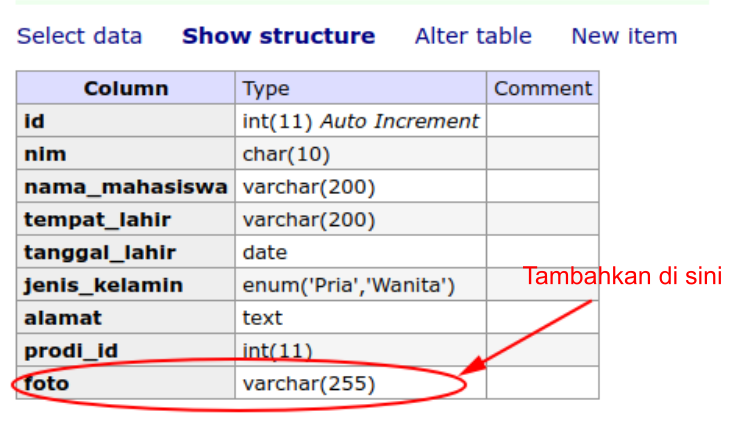 Select data Show structure Alter table New item
Column Type Comment
id int(11) Auto Increment
nim char(10)
nama_mahasiswa varchar(200)
tempat_lahir varchar(200)
tanggal_lahir date
jenis_kelamin enum('Pria','Wanita') Tambahkan di sini
alamat text
prodi_id int(11)
foto varchar(255)